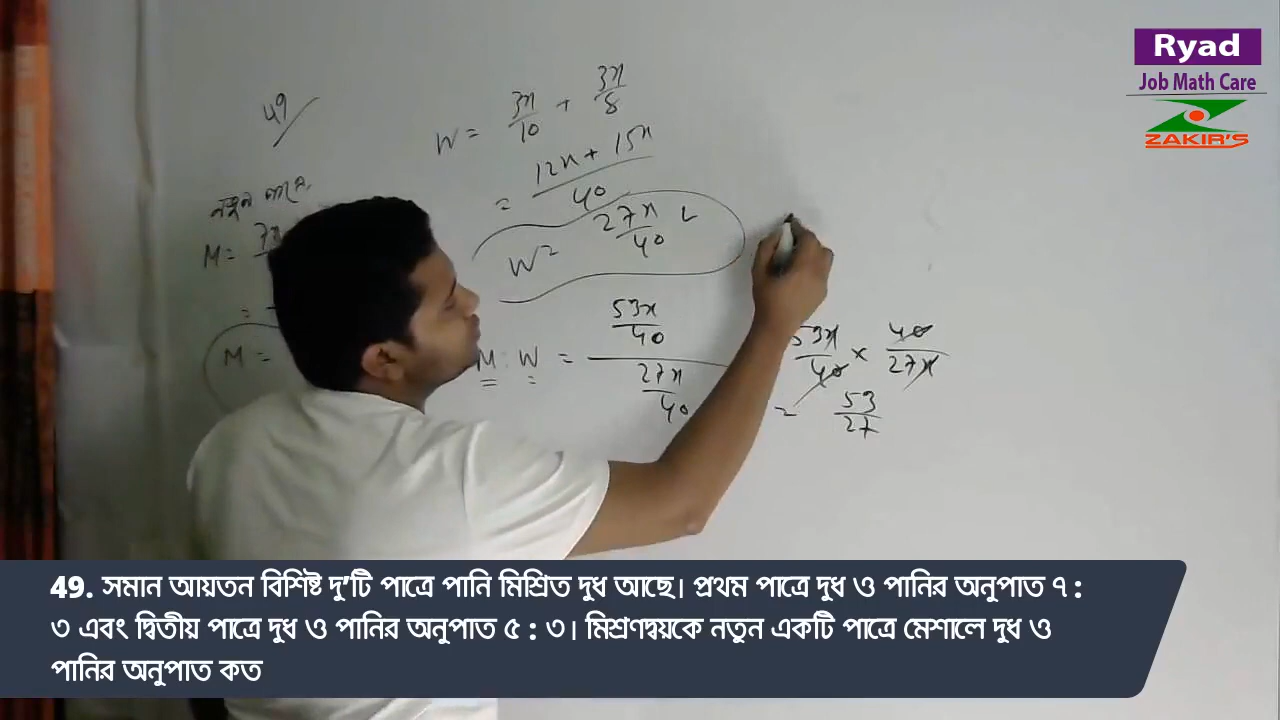 Ryad
Job Math Care
ZAKIR'S
49
নতুন পাত্রে,
M = 7x
=
M =
W = 3x/10 + 3x/8
= 12x + 15x / 40
W = 27x/40 L
M : W = 53x/40 / 27x/40
53x/40 × 40/27x
= 53/27
49. সমান আয়তন বিশিষ্ট দু'টি পাত্রে পানি মিশ্রিত দুধ আছে। প্রথম পাত্রে দুধ ও পানির অনুপাত ৭ :
৩ এবং দ্বিতীয় পাত্রে দুধ ও পানির অনুপাত ৫ : ৩। মিশ্রণদ্বয়কে নতুন একটি পাত্রে মেশালে দুধ ও
পানির অনুপাত কত